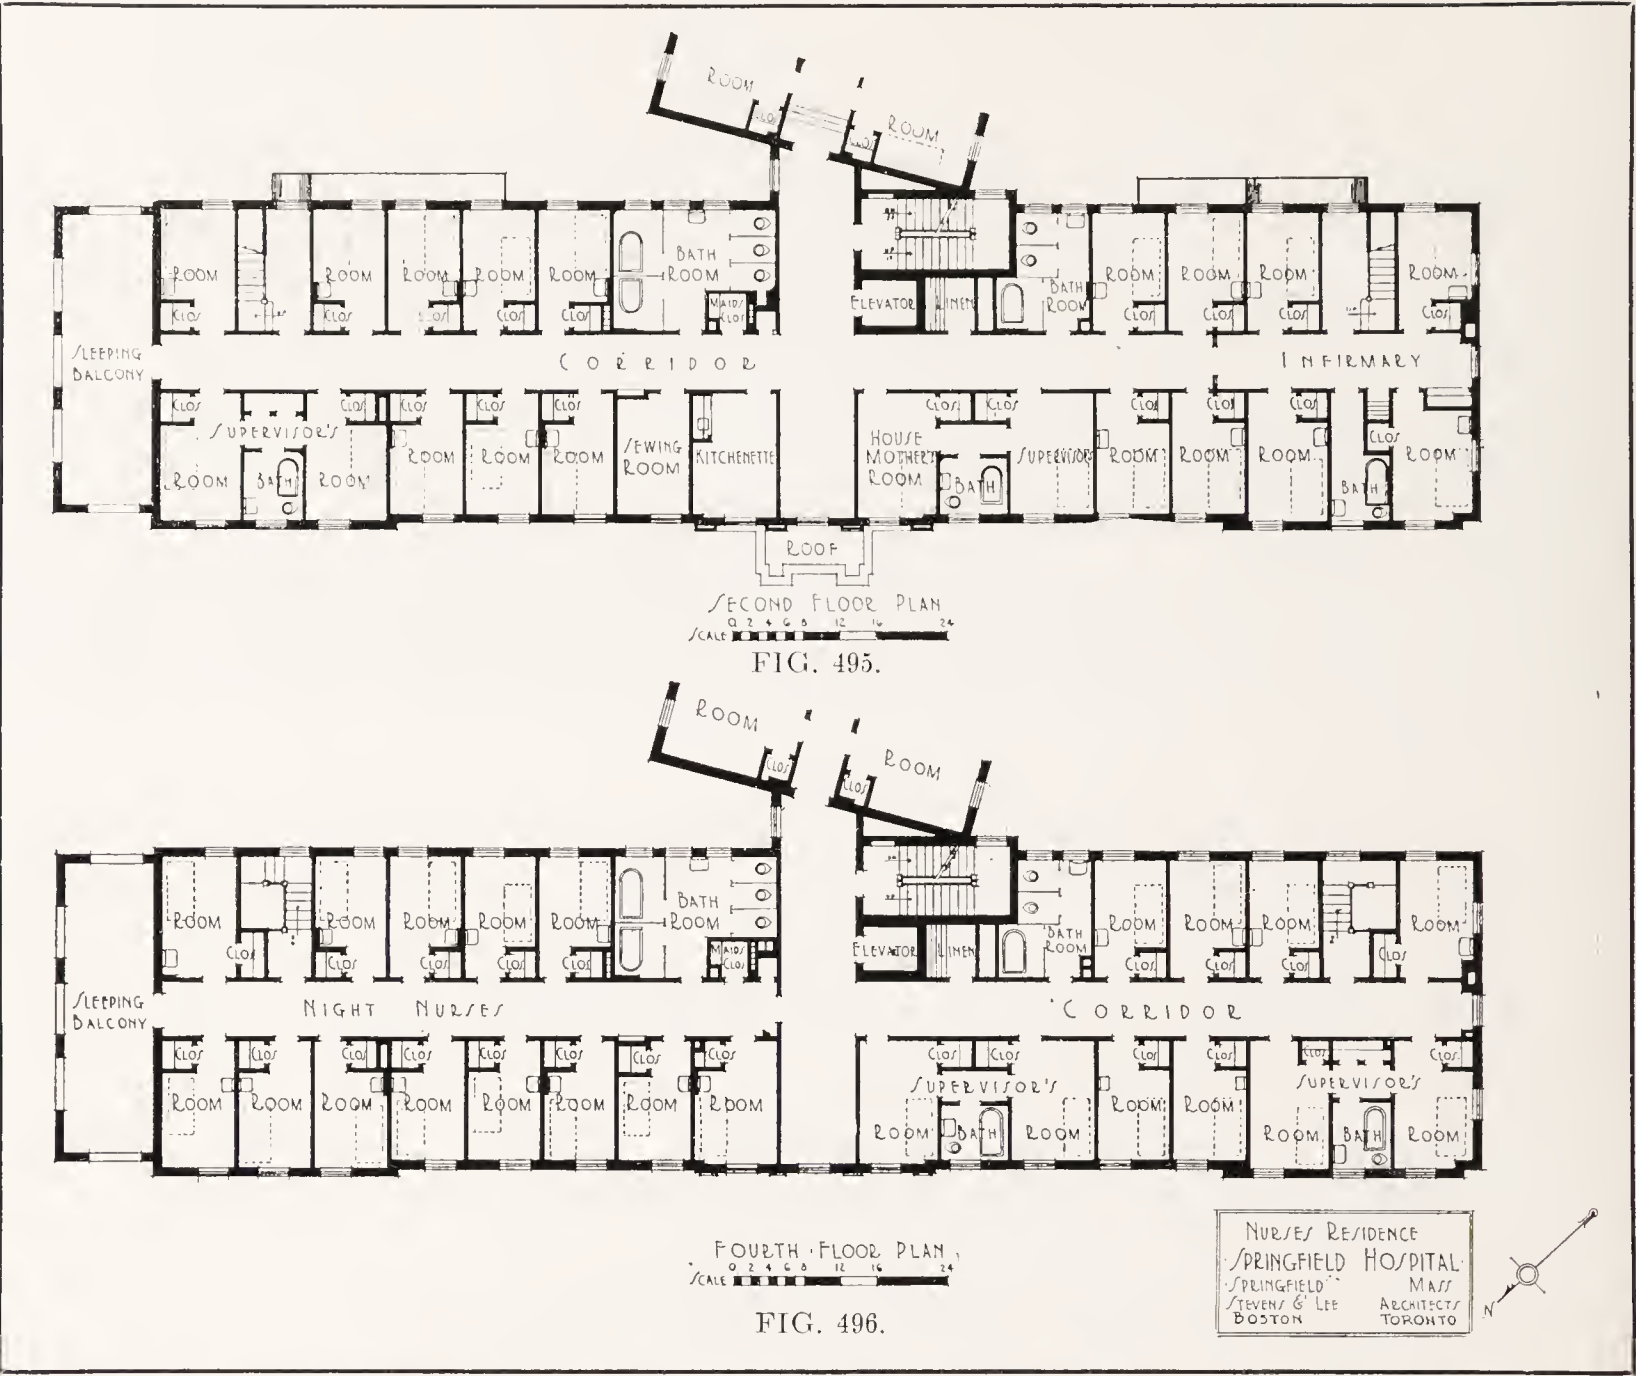 ROOM
CLOS
CLOS
ROOM
ROOM
CLOS
ROOM
CLOS
ROOM
CLOS
ROOM
CLOS
ROOM
CLOS
BATH
ROOM
MAIDS
CLOS
ELEVATOR
LINEN
BATH
ROOM
ROOM
CLOS
ROOM
CLOS
ROOM
CLOS
ROOM
CLOS
SLEEPING
BALCONY
CORRIDOR
INFIRMARY
CLOS
CLOS
CLOS
CLOS
CLOS
CLOS
CLOS
CLOS
CLOS
CLOS
CLOS
SUPERVISOR'S
ROOM
BATH
ROOM
ROOM
ROOM
ROOM
SEWING
ROOM
KITCHENETTE
HOUSE
MOTHER'S
ROOM
BATH
SUPERVISOR
ROOM
ROOM
ROOM
BATH
ROOM
ROOF
SECOND FLOOR PLAN
0 2 4 6 8 12 16 24
SCALE
FIG. 495.
ROOM
CLOS
ROOM
CLOS
ROOM
CLOS
ROOM
CLOS
ROOM
CLOS
ROOM
CLOS
ROOM
CLOS
BATH
ROOM
MAIDS
CLOS
ELEVATOR
LINEN
BATH
ROOM
ROOM
CLOS
ROOM
CLOS
ROOM
CLOS
CLOS
ROOM
SLEEPING
BALCONY
NIGHT NURSES
CORRIDOR
CLOS
CLOS
CLOS
CLOS
CLOS
CLOS
CLOS
CLOS
CLOS
CLOS
CLOS
CLOS
CLOS
CLOS
ROOM
ROOM
ROOM
ROOM
ROOM
ROOM
ROOM
ROOM
SUPERVISOR'S
ROOM
BATH
ROOM
ROOM
ROOM
SUPERVISOR'S
ROOM
BATH
ROOM
FOURTH FLOOR PLAN
0 2 4 6 8 12 16 24
SCALE
FIG. 496.
NURSES RESIDENCE
SPRINGFIELD HOSPITAL
SPRINGFIELD MASS
STEVENS & LEE ARCHITECTS
BOSTON TORONTO
N